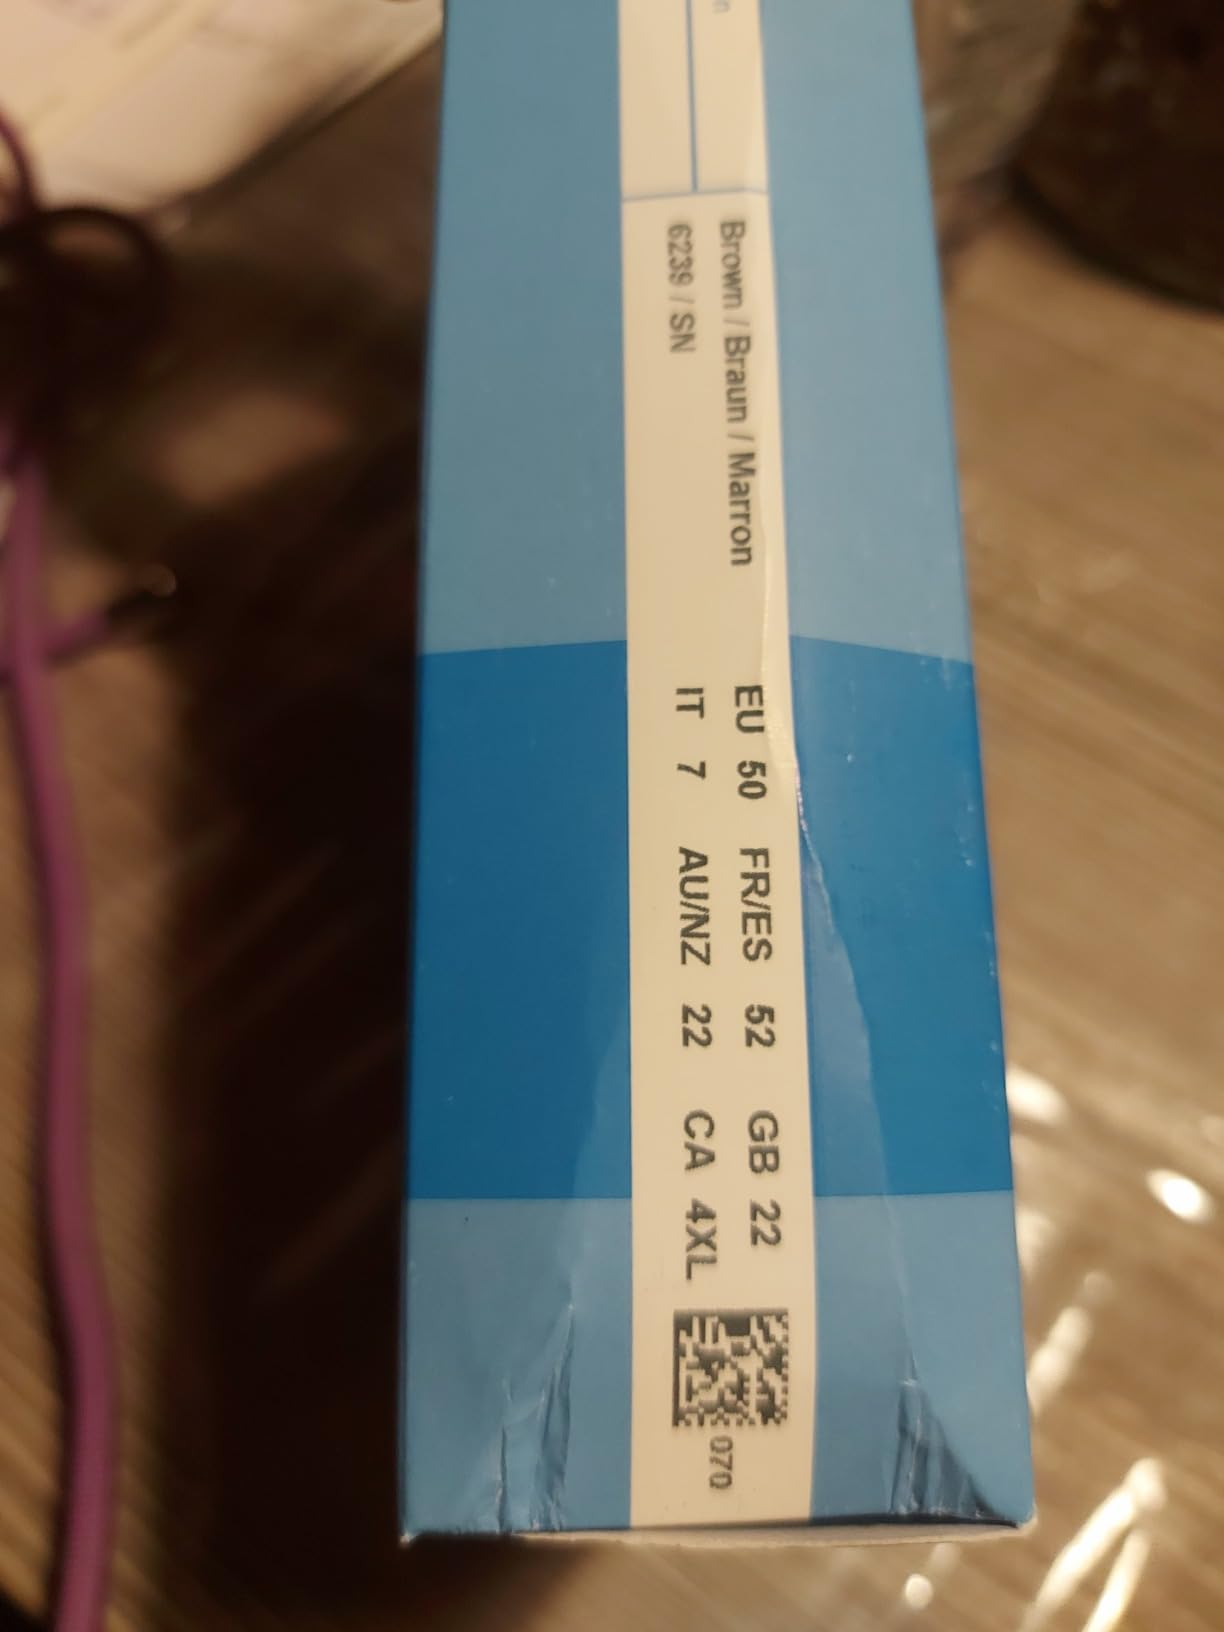 Brown / Braun / Marron
6239 / SN
EU 50 FR/ES 52 GB 22
IT 7 AU/NZ 22 CA 4XL
070